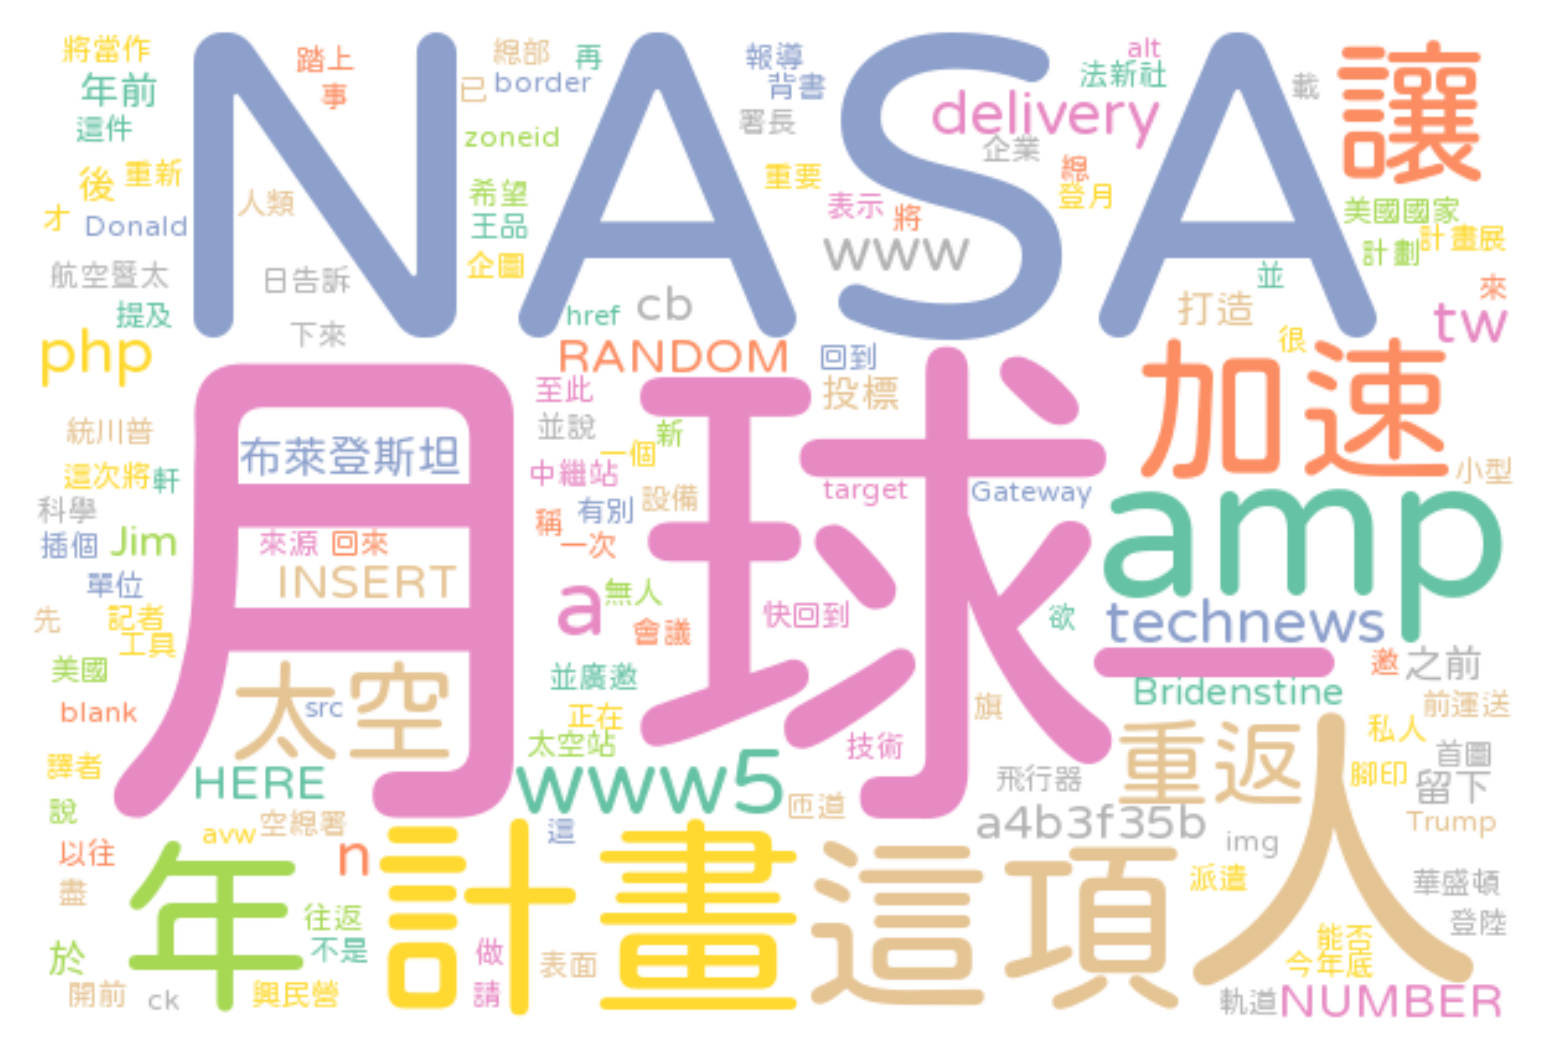 將當作
踏上
總部
再
報導
alt
讓
年前
事
已
border
背書
法新社
載
NASA
這件
zoneid
署長
delivery
企業
後
重新
人類
希望
重要
總
登月
才
Donald
王品
表示
將
www
美國國家
計畫展
計劃
航空暨太
日告訴
企圖
並
來
提及
下來
href
cb
打造
tw
php
RANDOM
回到
很
加速
月球
至此
投標
統川普
布萊登斯坦
並說
新
一個
這次將
軒
中繼站
target
Gateway
小型
科學
設備
有別
amp
插個
Jim
來源
回來
稱
一次
單位
INSERT
a
無人
快回到
欲
technews
先
記者
會議
工具
一
邀
之前
美國
太空
並廣邀
Bridenstine
blank
src
正在
旗
前運送
太空站
技術
重返
私人
首圖
譯者
HERE
www5
飛行器
腳印
留下
說
avw
空總署
這
匝道
a4b3f35b
img
Trump
人
以往
n
計畫
這項
年
派遣
華盛頓
盡
往返
登陸
於
不是
做
表面
能否
今年底
開前
ck
興民營
請
軌道
NUMBER